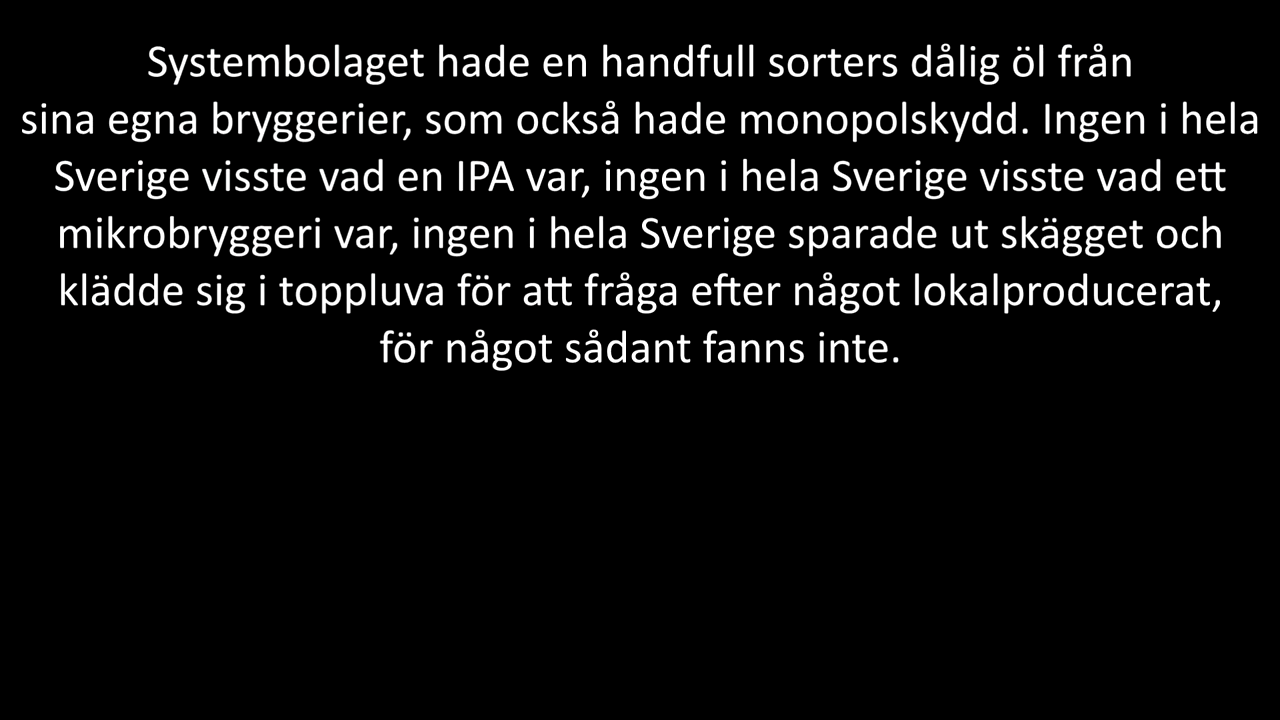 Systembolaget hade en handfull sorters dålig öl från
sina egna bryggerier, som också hade monopolskydd. Ingen i hela
Sverige visste vad en IPA var, ingen i hela Sverige visste vad ett
mikrobryggeri var, ingen i hela Sverige sparade ut skägget och
klädde sig i toppluva för att fråga efter något lokalproducerat,
för något sådant fanns inte.